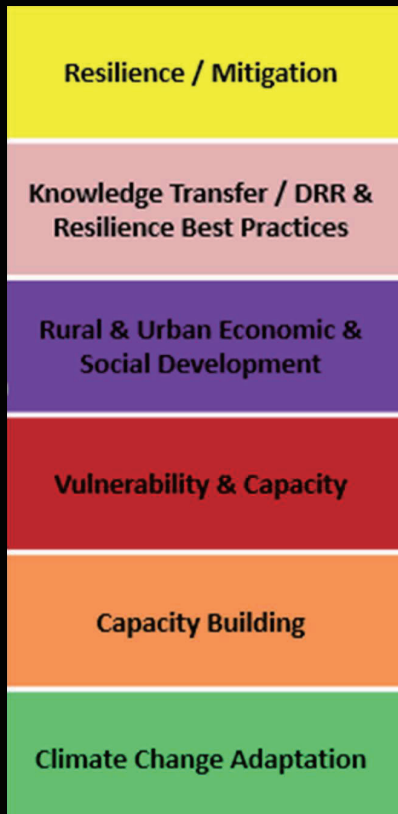 Resilience / Mitigation
Knowledge Transfer / DRR &
Resilience Best Practices
Rural & Urban Economic &
Social Development
Vulnerability & Capacity
Capacity Building
Climate Change Adaptation